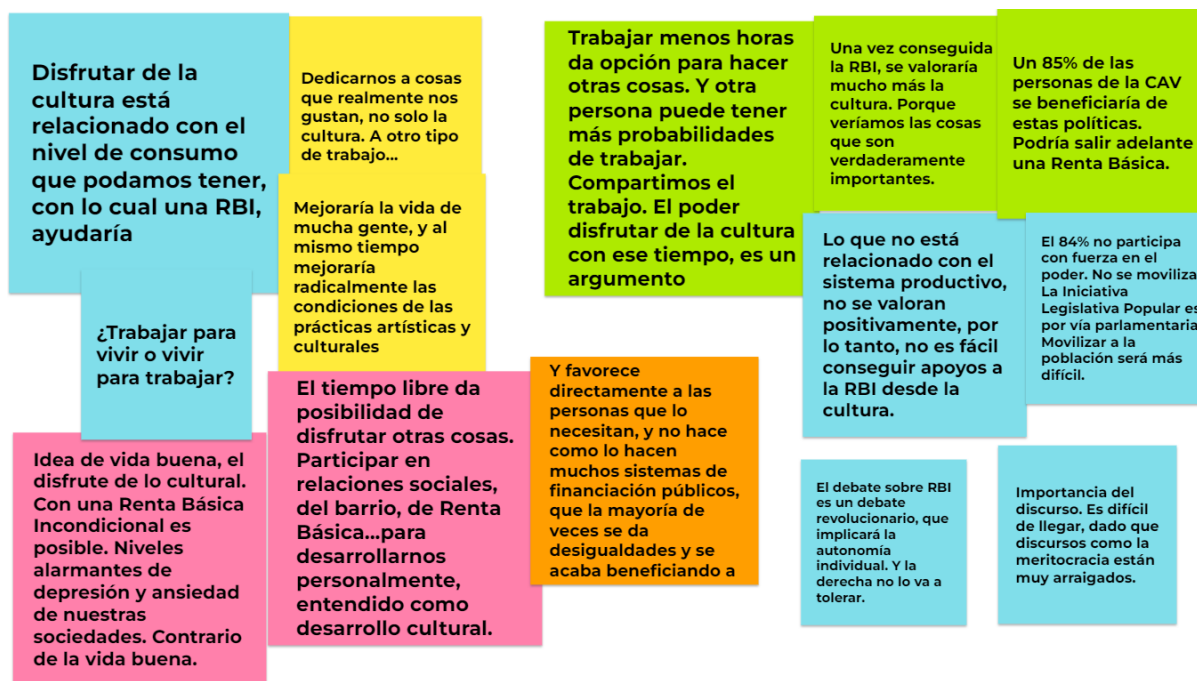 Disfrutar de la
cultura está
relacionado con el
nivel de consumo
que podamos tener,
con lo cual una RBI,
ayudaría
Dedicarnos a cosas
que realmente nos
gustan, no solo la
cultura. A otro tipo
de trabajo...
¿Trabajar para
vivir o vivir
para trabajar?
Mejoraría la vida de
mucha gente, y al
mismo tiempo
mejoraría
radicalmente las
condiciones de las
prácticas artísticas y
culturales
Idea de vida buena, el
disfrute de lo cultural.
Con una Renta Básica
Incondicional es
posible. Niveles
alarmantes de
depresión y ansiedad
de nuestras
sociedades. Contrario
de la vida buena.
El tiempo libre da
posibilidad de
disfrutar otras cosas.
Participar en
relaciones sociales,
del barrio, de Renta
Básica...para
desarrollarnos
personalmente,
entendido como
desarrollo cultural.
Trabajar menos horas
da opción para hacer
otras cosas. Y otra
persona puede tener
más probabilidades
de trabajar.
Compartimos el
trabajo. El poder
disfrutar de la cultura
con ese tiempo, es un
argumento
Y favorece
directamente a las
personas que lo
necesitan, y no hace
como lo hacen
muchos sistemas de
financiación públicos,
que la mayoría de
veces se da
desigualdades y se
acaba beneficiando a
Una vez conseguida
la RBI, se valoraría
mucho más la
cultura. Porque
veríamos las cosas
que son
verdaderamente
importantes.
Un 85% de las
personas de la CAV
se beneficiaría de
estas políticas.
Podría salir adelante
una Renta Básica.
Lo que no está
relacionado con el
sistema productivo,
no se valoran
positivamente, por
lo tanto, no es fácil
conseguir apoyos a
la RBI desde la
cultura.
El 84% no participa
con fuerza en el
poder. No se moviliza
La Iniciativa
Legislativa Popular es
por vía parlamentaria
Movilizar a la
población será más
difícil.
El debate sobre RBI
es un debate
revolucionario, que
implicará la
autonomía
individual. Y la
derecha no lo va a
tolerar.
Importancia del
discurso. Es difícil
de llegar, dado que
discursos como la
meritocracia están
muy arraigados.